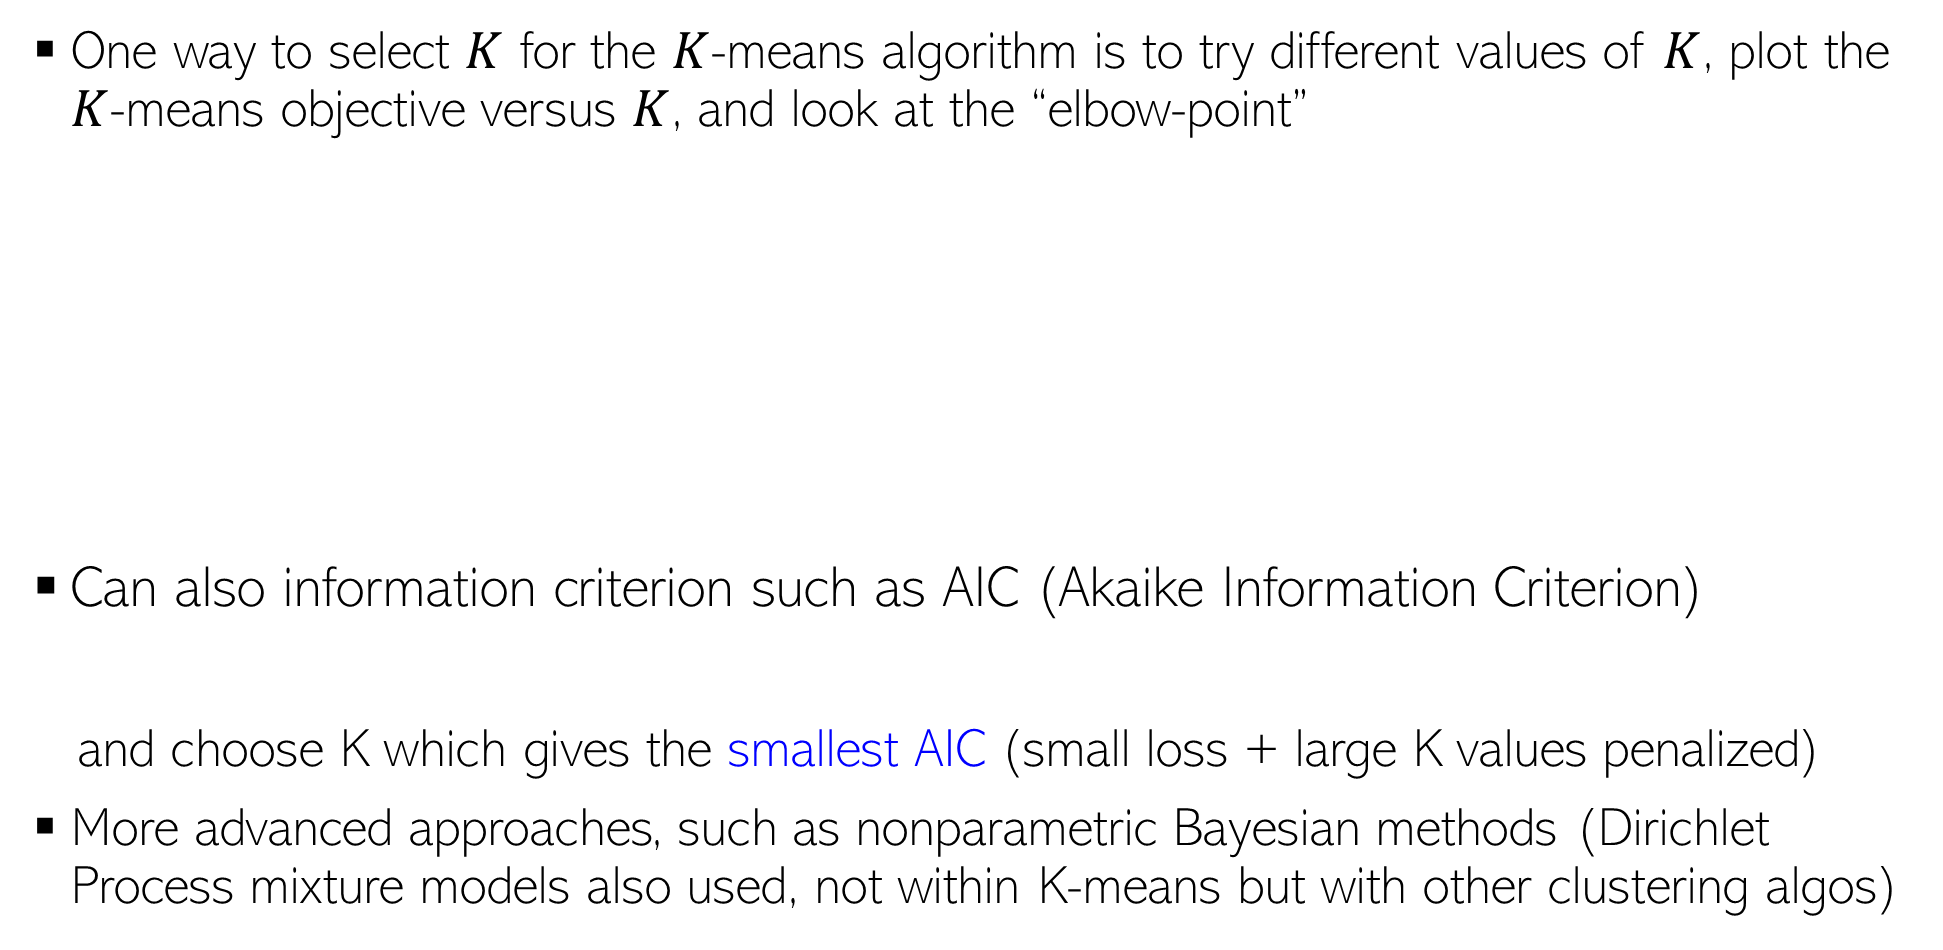 ▪ One way to select K for the K-means algorithm is to try different values of K, plot the
K-means objective versus K, and look at the “elbow-point”
▪ Can also information criterion such as AIC (Akaike Information Criterion)
and choose K which gives the smallest AIC (small loss + large K values penalized)
▪ More advanced approaches, such as nonparametric Bayesian methods (Dirichlet
Process mixture models also used, not within K-means but with other clustering algos)